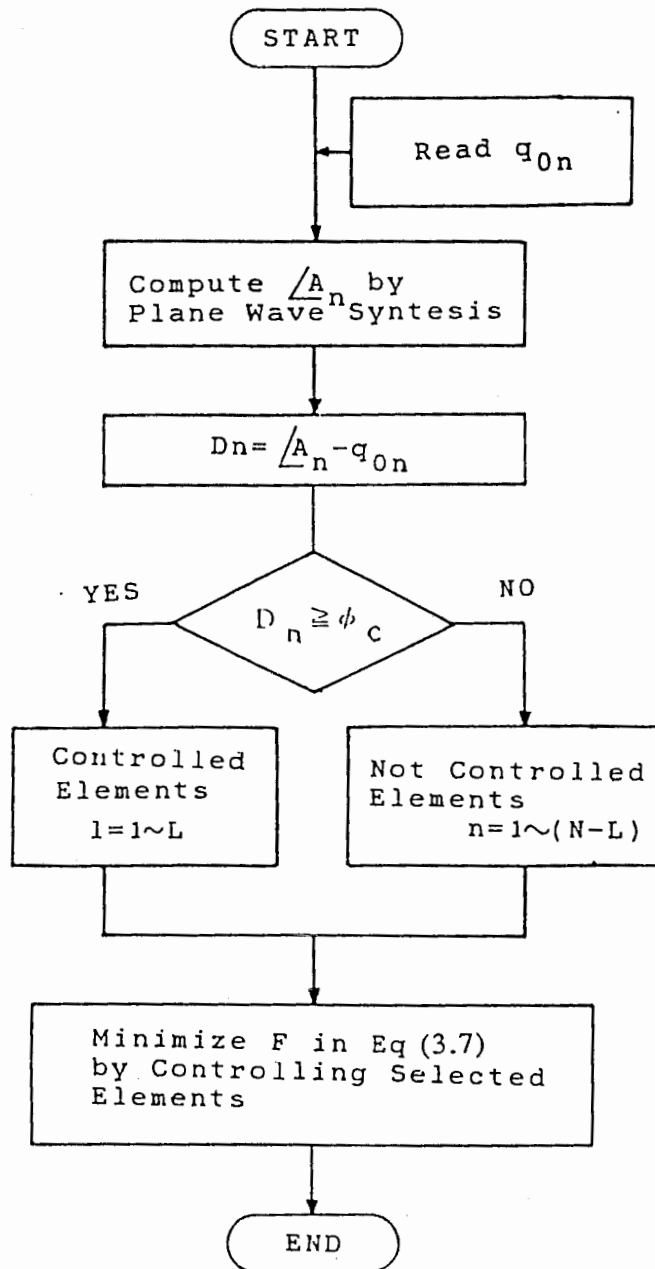 START
Read q0n
Compute ∠An by
Plane Wave Syntesis
Dn=∠An-q0n
YES
NO
Dn≧φc
Controlled
Elements
l=1~L
Not Controlled
Elements
n=1~(N-L)
Minimize F in Eq (3.7)
by Controlling Selected
Elements
END